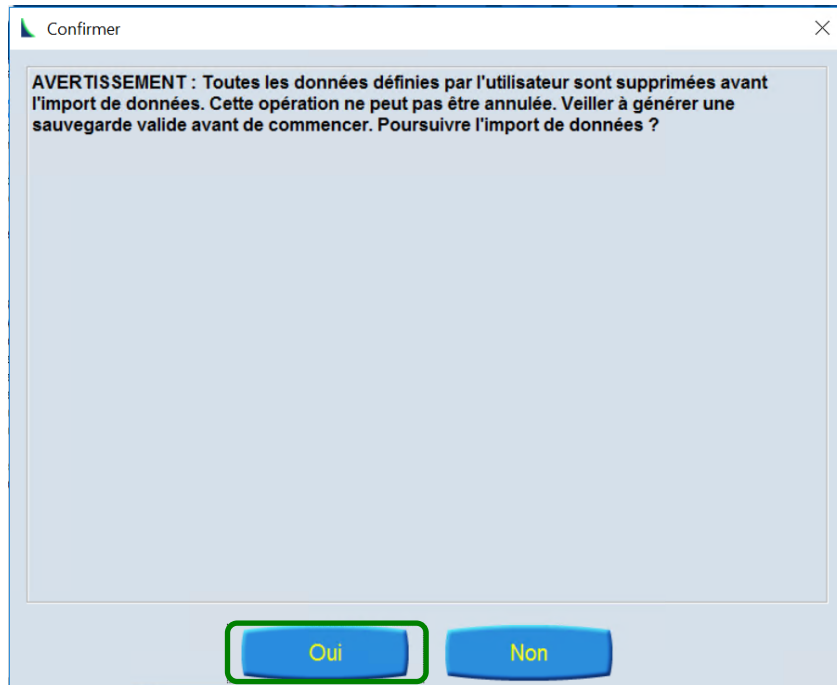 Confirmer
AVERTISSEMENT : Toutes les données définies par l'utilisateur sont supprimées avant
l'import de données. Cette opération ne peut pas être annulée. Veiller à générer une
sauvegarde valide avant de commencer. Poursuivre l'import de données ?
Oui
Non